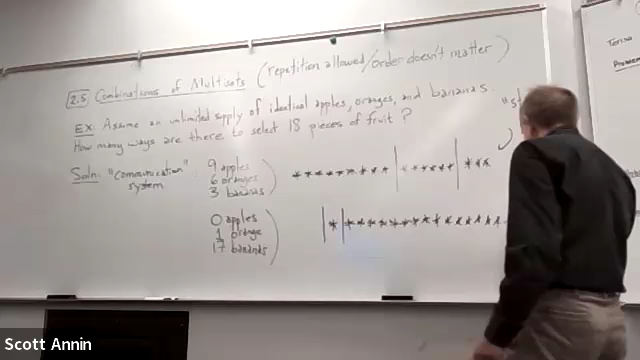 2.5 Combinations of Multisets (repetition allowed/order doesn't matter)
EX: Assume an unlimited supply of identical apples, oranges, and bananas.
How many ways are there to select 18 pieces of fruit?
Soln: "Communication system"
9 apples
6 oranges
3 bananas
*********|******|***
0 apples
1 orange
17 bananas
Problem
Scott Annin